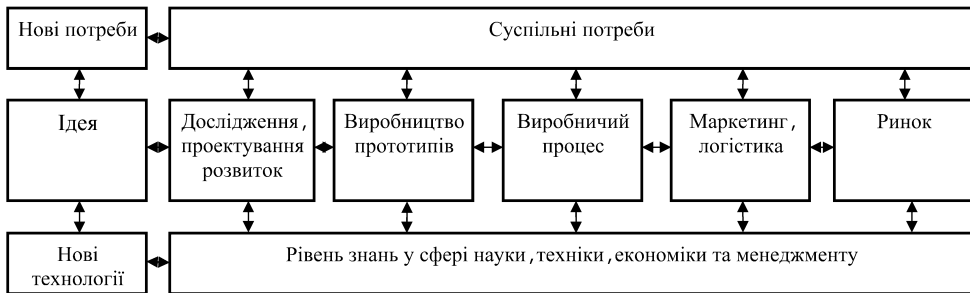 Нові потреби
Суспільні потреби
Ідея
Дослідження,
проектування
розвиток
Виробництво
прототипів
Виробничий
процес
Маркетинг,
логістика
Ринок
Нові
технології
Рівень знань у сфері науки, техніки, економіки та менеджменту